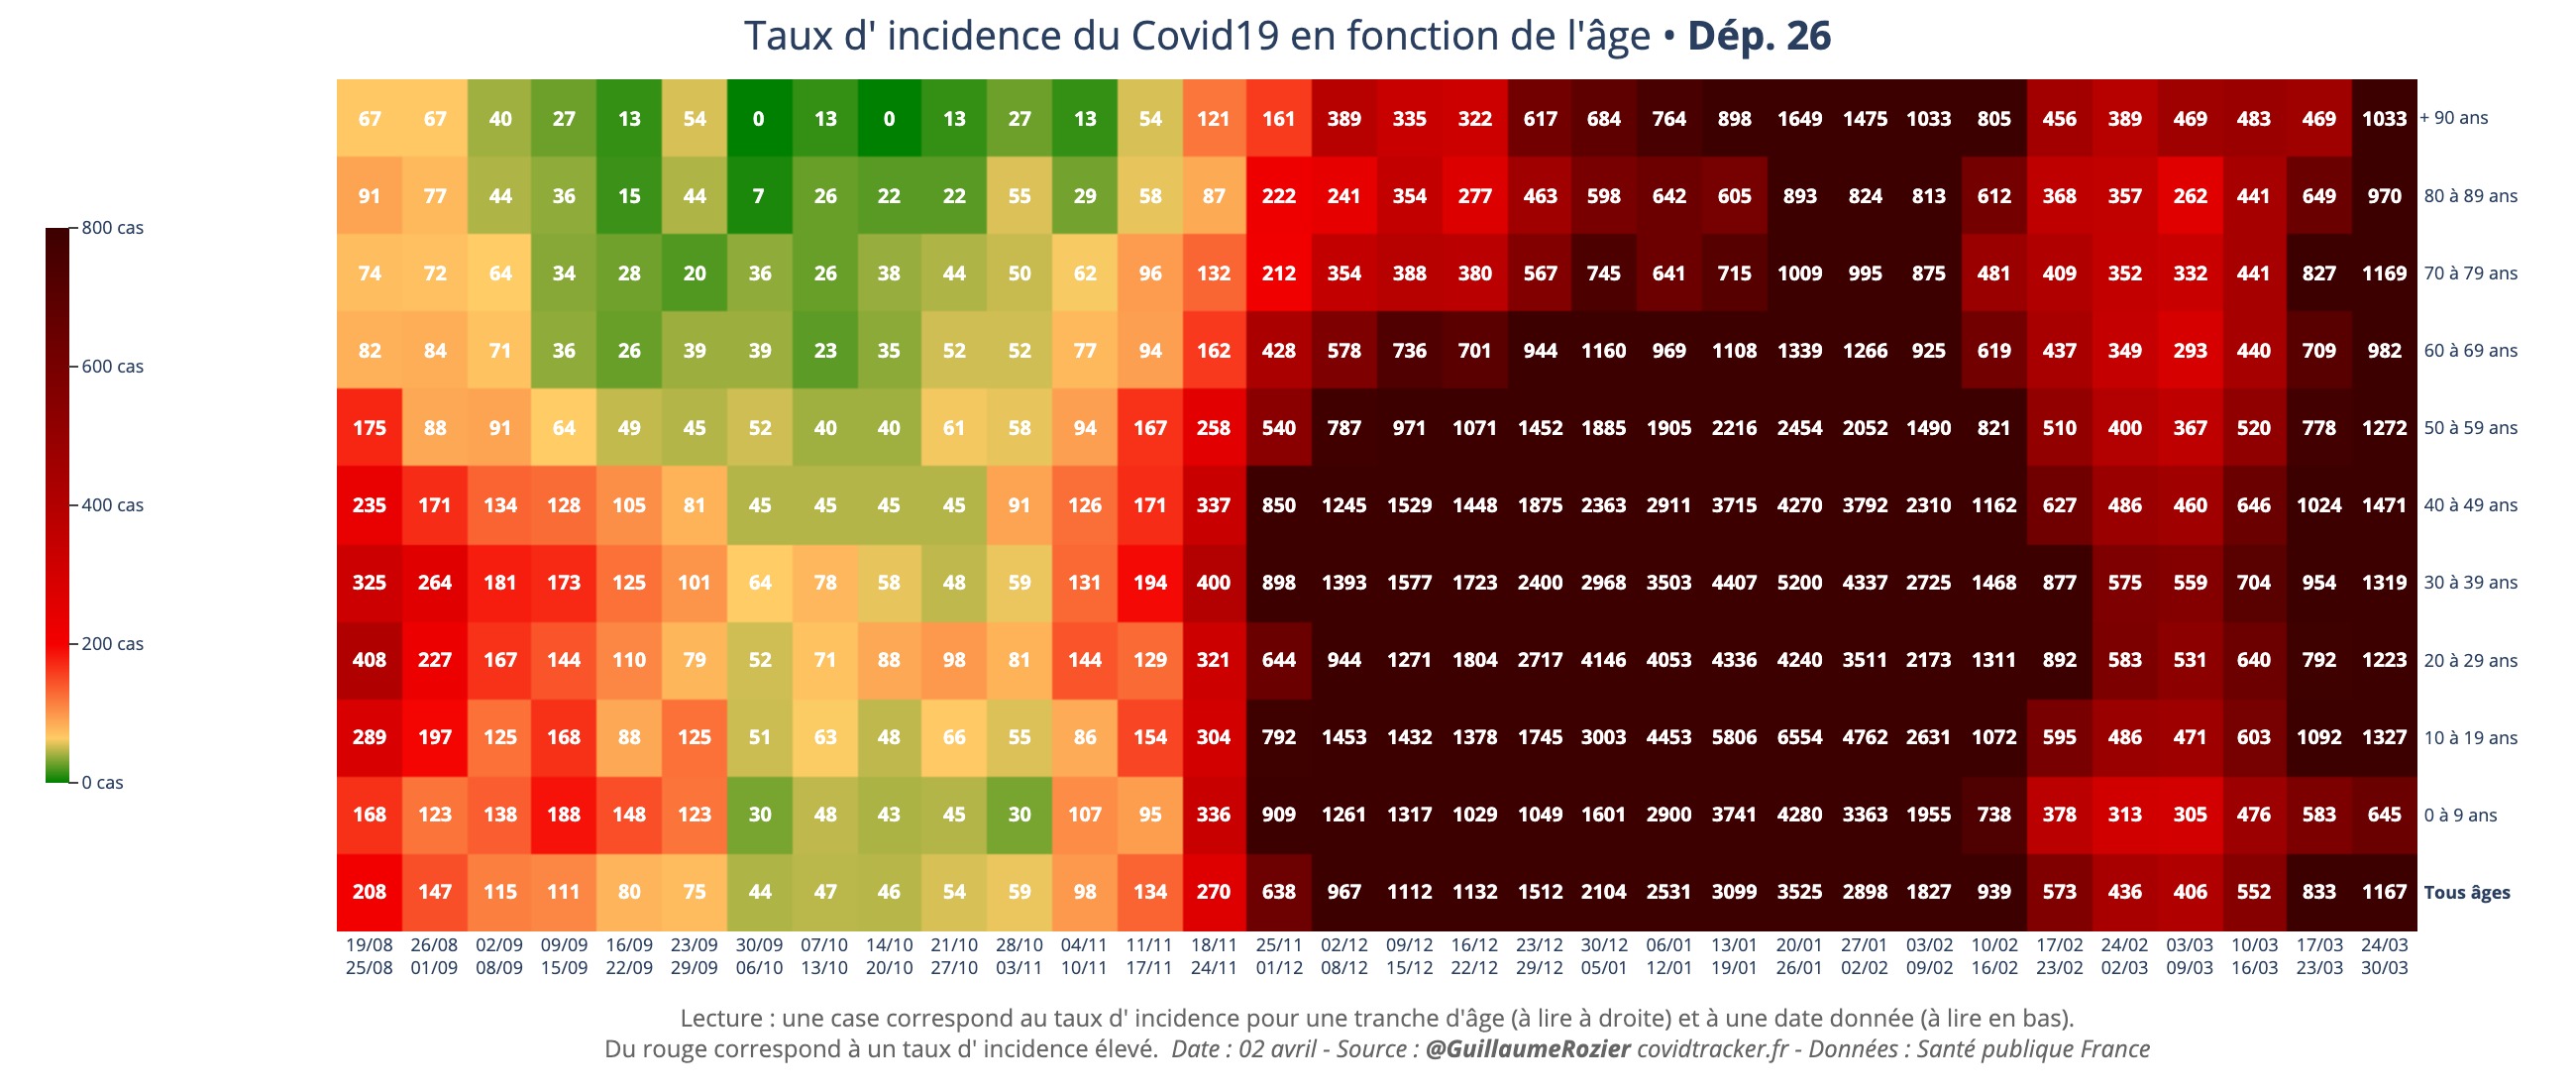 Taux d' incidence du Covid19 en fonction de l'âge • Dép. 26
800 cas
600 cas
400 cas
200 cas
0 cas
67 67 40 27 13 54 0 13 0 13 27 13 54 121 161 389 335 322 617 684 764 898 1649 1475 1033 805 456 389 469 483 469 1033 + 90 ans
91 77 44 36 15 44 7 26 22 22 55 29 58 87 222 241 354 277 463 598 642 605 893 824 813 612 368 357 262 441 649 970 80 à 89 ans
74 72 64 34 28 20 36 26 38 44 50 62 96 132 212 354 388 380 567 745 641 715 1009 995 875 481 409 352 332 441 827 1169 70 à 79 ans
82 84 71 36 26 39 39 23 35 52 52 77 94 162 428 578 736 701 944 1160 969 1108 1339 1266 925 619 437 349 293 440 709 982 60 à 69 ans
175 88 91 64 49 45 52 40 40 61 58 94 167 258 540 787 971 1071 1452 1885 1905 2216 2454 2052 1490 821 510 400 367 520 778 1272 50 à 59 ans
235 171 134 128 105 81 45 45 45 45 91 126 171 337 850 1245 1529 1448 1875 2363 2911 3715 4270 3792 2310 1162 627 486 460 646 1024 1471 40 à 49 ans
325 264 181 173 125 101 64 78 58 48 59 131 194 400 898 1393 1577 1723 2400 2968 3503 4407 5200 4337 2725 1468 877 575 559 704 954 1319 30 à 39 ans
408 227 167 144 110 79 52 71 88 98 81 144 129 321 644 944 1271 1804 2717 4146 4053 4336 4240 3511 2173 1311 892 583 531 640 792 1223 20 à 29 ans
289 197 125 168 88 125 51 63 48 66 55 86 154 304 792 1453 1432 1378 1745 3003 4453 5806 6554 4762 2631 1072 595 486 471 603 1092 1327 10 à 19 ans
168 123 138 188 148 123 30 48 43 45 30 107 95 336 909 1261 1317 1029 1049 1601 2900 3741 4280 3363 1955 738 378 313 305 476 583 645 0 à 9 ans
208 147 115 111 80 75 44 47 46 54 59 98 134 270 638 967 1112 1132 1512 2104 2531 3099 3525 2898 1827 939 573 436 406 552 833 1167 Tous âges
19/08 26/08 02/09 09/09 16/09 23/09 30/09 07/10 14/10 21/10 28/10 04/11 11/11 18/11 25/11 02/12 09/12 16/12 23/12 30/12 06/01 13/01 20/01 27/01 03/02 10/02 17/02 24/02 03/03 10/03 17/03 24/03
25/08 01/09 08/09 15/09 22/09 29/09 06/10 13/10 20/10 27/10 03/11 10/11 17/11 24/11 01/12 08/12 15/12 22/12 29/12 05/01 12/01 19/01 26/01 02/02 09/02 16/02 23/02 02/03 09/03 16/03 23/03 30/03
Lecture : une case correspond au taux d' incidence pour une tranche d'âge (à lire à droite) et à une date donnée (à lire en bas).
Du rouge correspond à un taux d' incidence élevé. Date : 02 avril - Source : @GuillaumeRozier covidtracker.fr - Données : Santé publique France